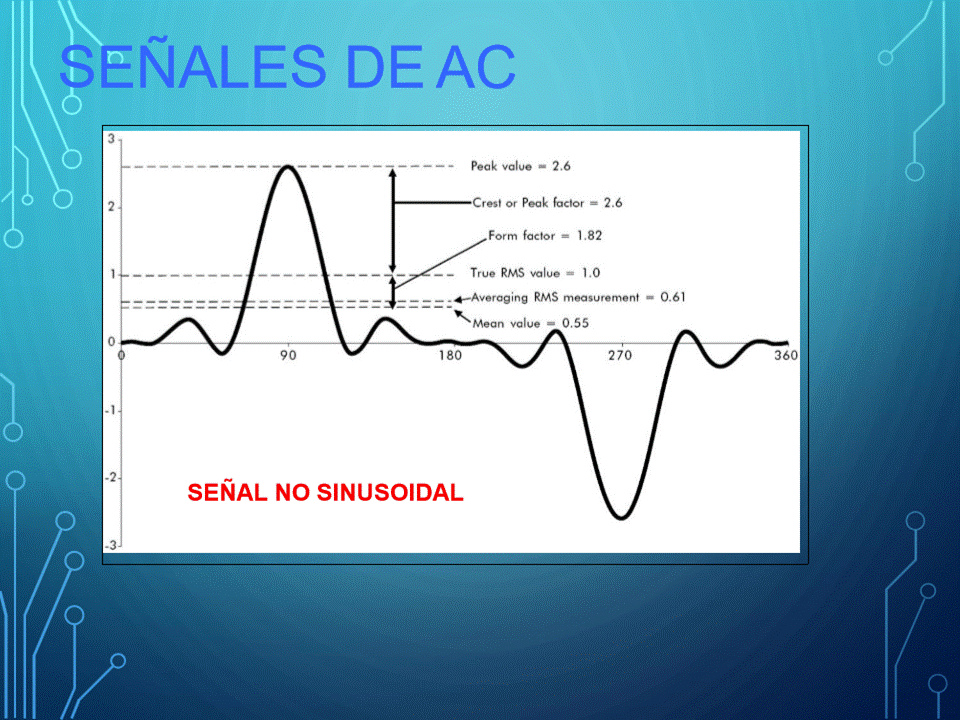 SEÑALES DE AC
3
Peak value = 2.6
2
Crest or Peak factor = 2.6
Form factor = 1.82
1
True RMS value = 1.0
Averaging RMS measurement = 0.61
Mean value = 0.55
0
0 90 180 270 360
-1
-2
SEÑAL NO SINUSOIDAL
-3